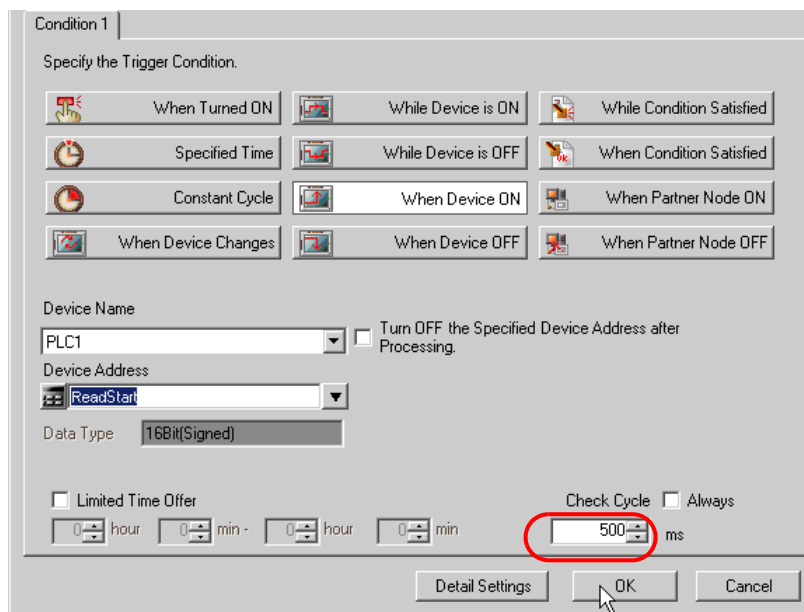 Condition 1
Specify the Trigger Condition.
When Turned ON While Device is ON While Condition Satisfied
Specified Time While Device is OFF When Condition Satisfied
Constant Cycle When Device ON When Partner Node ON
When Device Changes When Device OFF When Partner Node OFF
Device Name
PLC1
Turn OFF the Specified Device Address after
Processing.
Device Address
ReadStart
Data Type 16Bit(Signed)
Limited Time Offer Check Cycle Always
0 hour 0 min - 0 hour 0 min 500 ms
Detail Settings OK Cancel